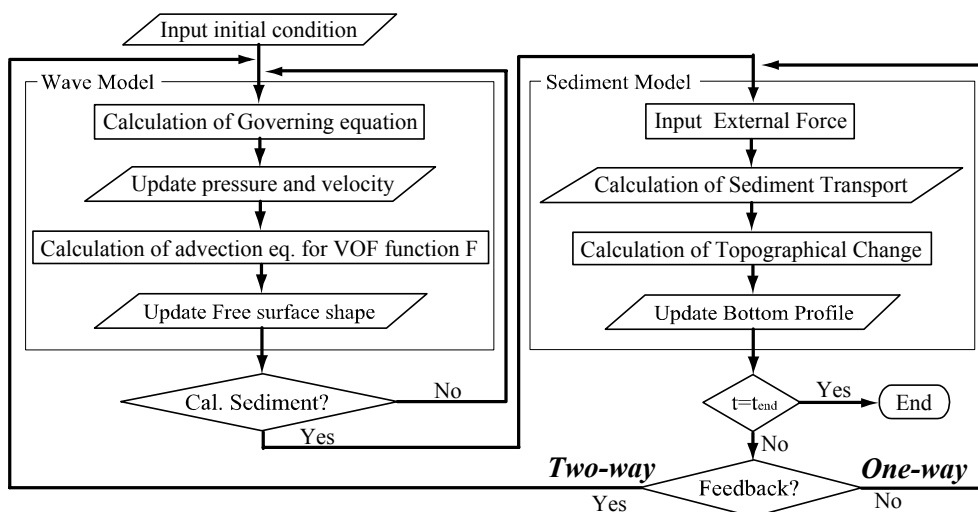 Input initial condition
Wave Model
Calculation of Governing equation
Update pressure and velocity
Calculation of advection eq. for VOF function F
Update Free surface shape
Cal. Sediment?
No
Yes
Sediment Model
Input External Force
Calculation of Sediment Transport
Calculation of Topographical Change
Update Bottom Profile
t=tend
Yes
End
No
Two-way
Feedback?
One-way
Yes
No